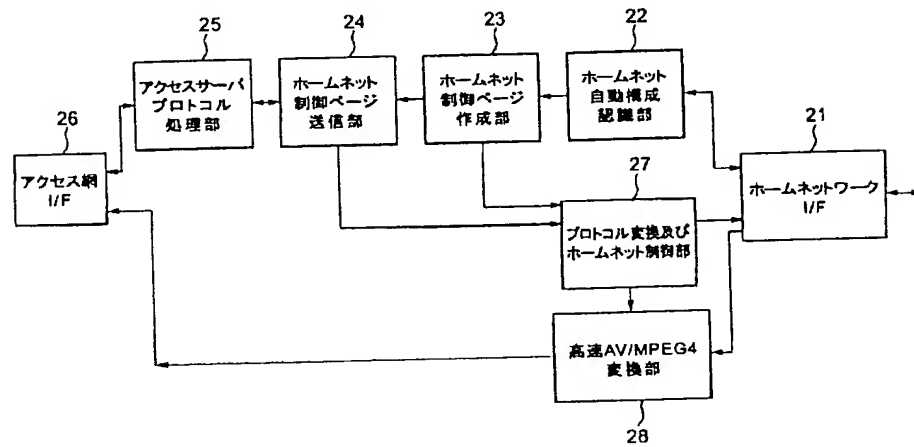 25
24
23
22
アクセスサーバ
プロトコル
処理部
ホームネット
制御ページ
送信部
ホームネット
制御ページ
作成部
ホームネット
自動構成
認識部
26
アクセス網
I/F
21
ホームネットワーク
I/F
27
プロトコル変換及び
ホームネット制御部
高速AV/MPEG4
変換部
28